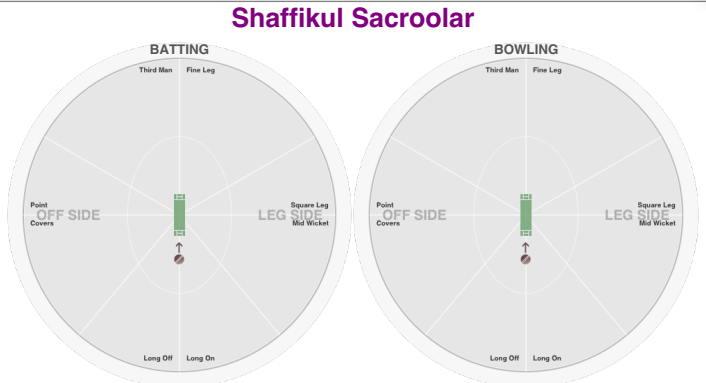 Shaffikul Sacroolar
BATTING
Third Man Fine Leg
Point
OFF SIDE
Covers
Square Leg
LEG SIDE
Mid Wicket
Long Off Long On
BOWLING
Third Man Fine Leg
Point
OFF SIDE
Covers
Square Leg
LEG SIDE
Mid Wicket
Long Off Long On